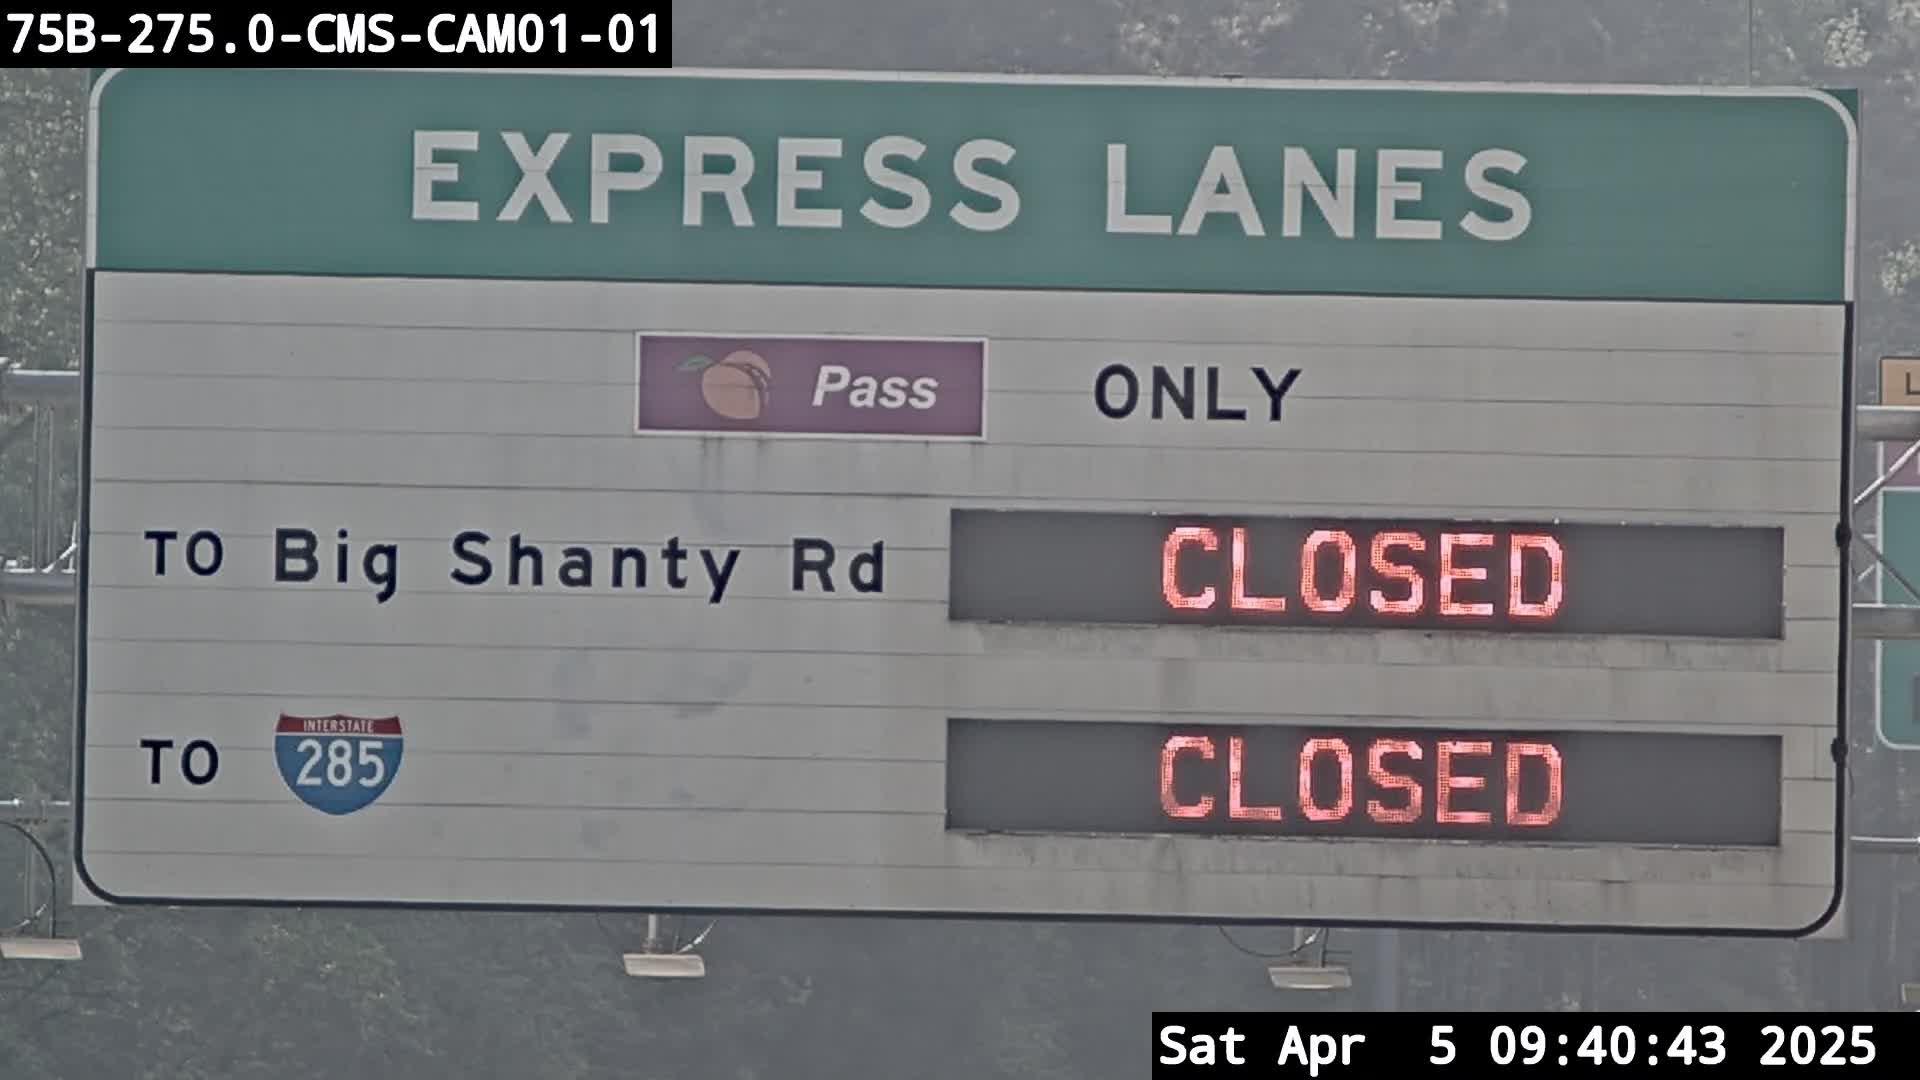 75B-275.0-CMS-CAM01-01
EXPRESS LANES
Pass ONLY
TO Big Shanty Rd CLOSED
TO INTERSTATE 285 CLOSED
Sat Apr 5 09:40:43 2025